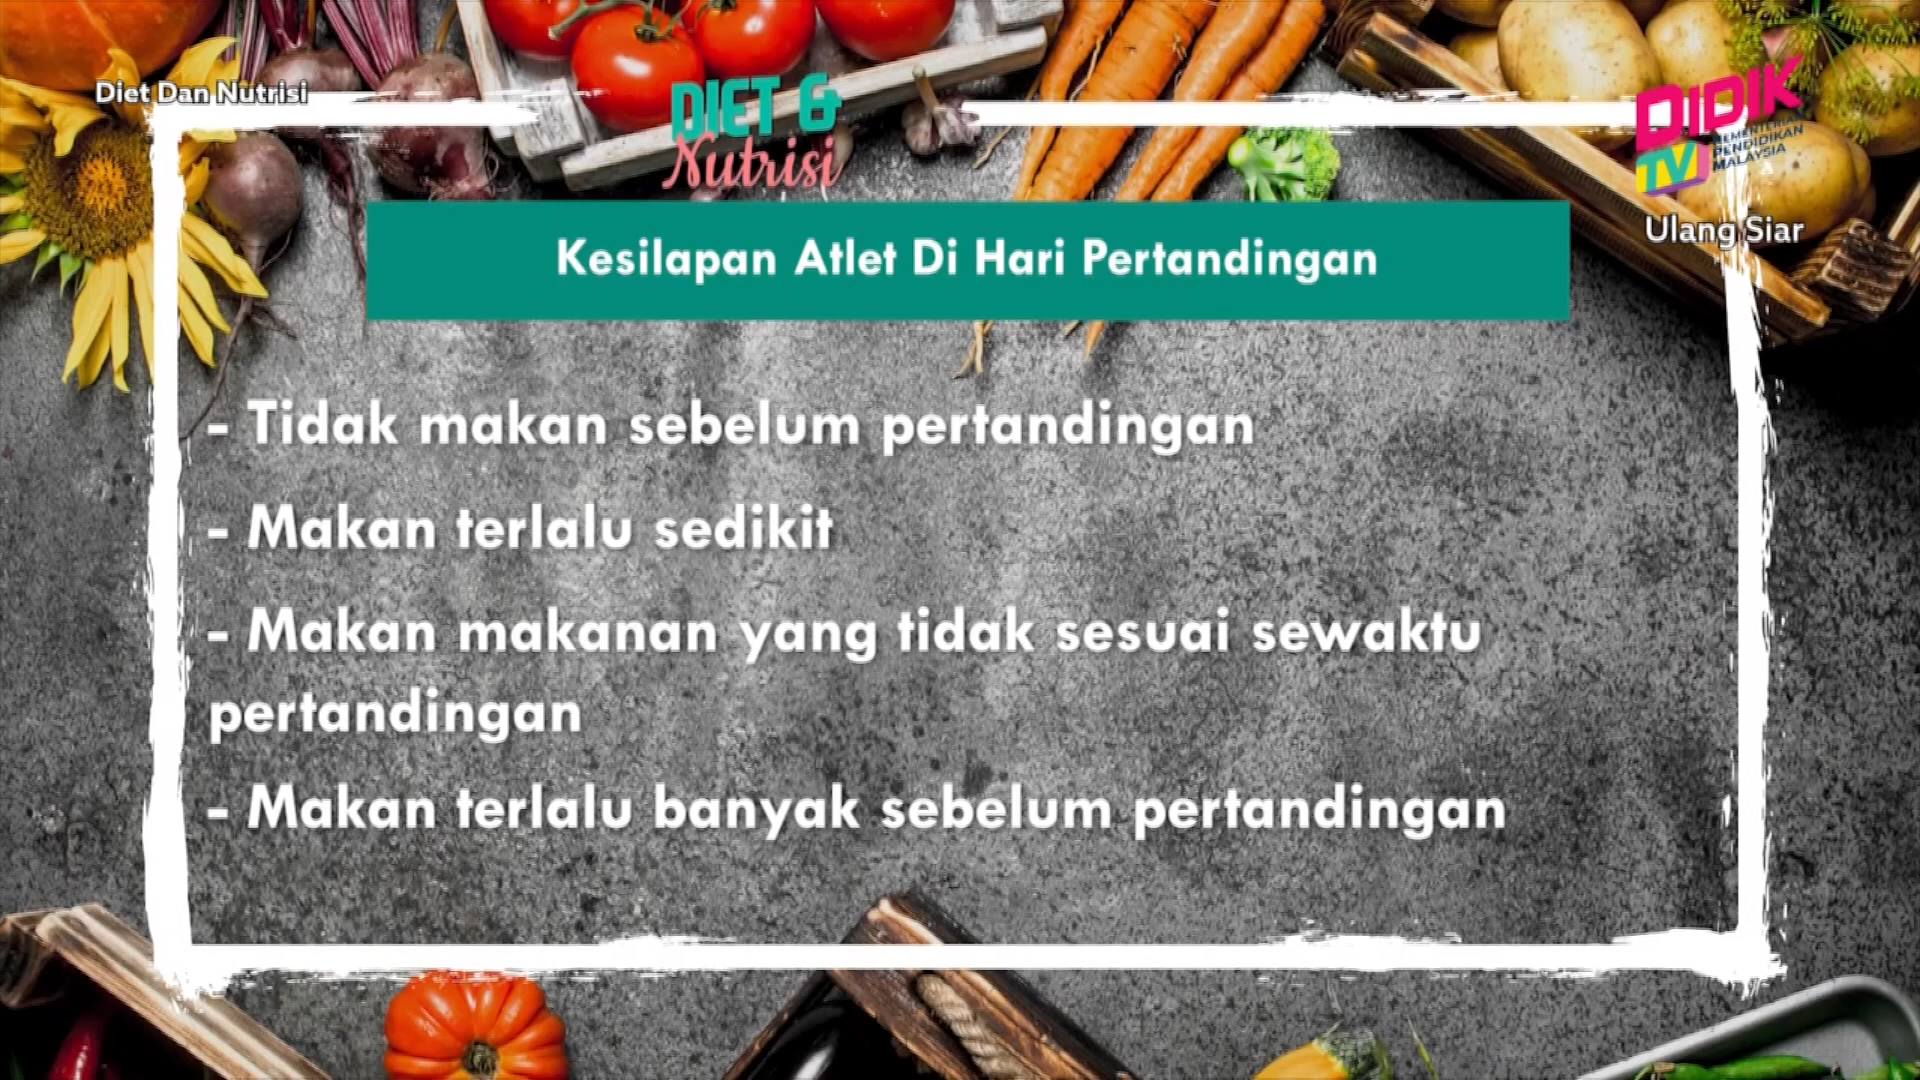 Diet Dan Nutrisi
DIET &
Nutrisi
DIDIK
TV
KEMENTERIAN
PENDIDIKAN
MALAYSIA
Ulang Siar
Kesilapan Atlet Di Hari Pertandingan
- Tidak makan sebelum pertandingan
- Makan terlalu sedikit
- Makan makanan yang tidak sesuai sewaktu
pertandingan
- Makan terlalu banyak sebelum pertandingan